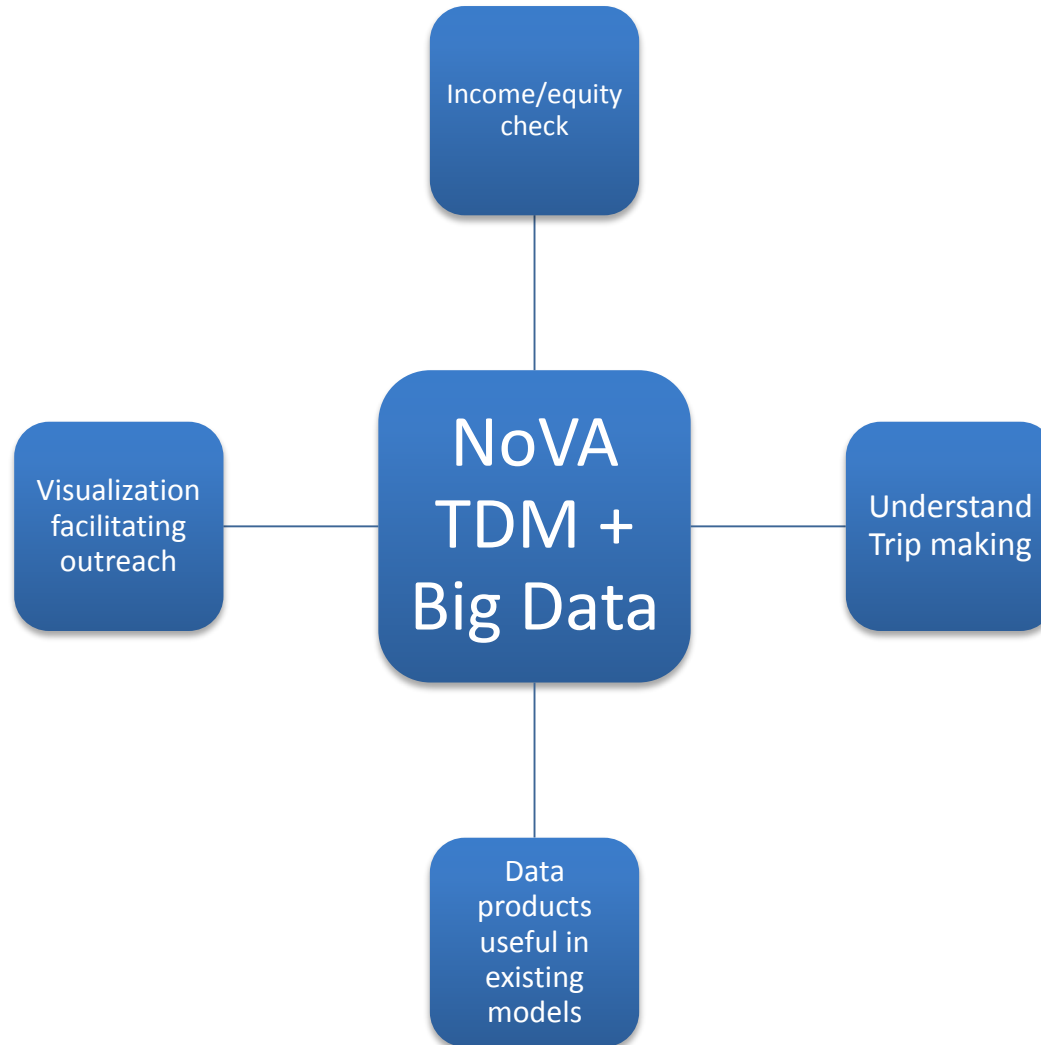 Income/equity
check
NoVA
TDM +
Big Data
Visualization
facilitating
outreach
Understand
Trip making
Data
products
useful in
existing
models